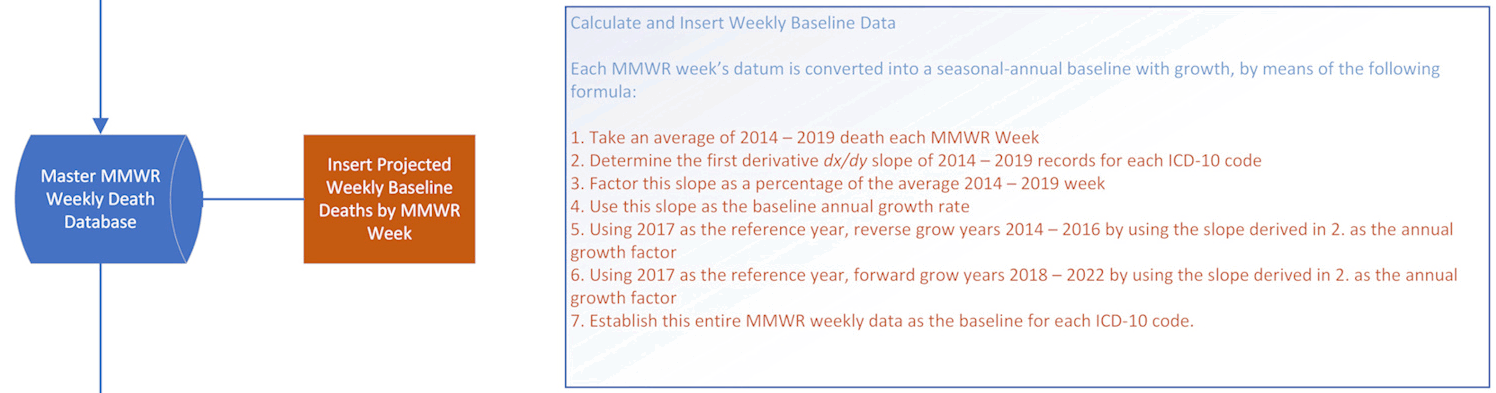 Master MMWR
Weekly Death
Database
Insert Projected
Weekly Baseline
Deaths by MMWR
Week
Calculate and Insert Weekly Baseline Data
Each MMWR week’s datum is converted into a seasonal-annual baseline with growth, by means of the following
formula:
1. Take an average of 2014 – 2019 death each MMWR Week
2. Determine the first derivative dx/dy slope of 2014 – 2019 records for each ICD-10 code
3. Factor this slope as a percentage of the average 2014 – 2019 week
4. Use this slope as the baseline annual growth rate
5. Using 2017 as the reference year, reverse grow years 2014 – 2016 by using the slope derived in 2. as the annual
growth factor
6. Using 2017 as the reference year, forward grow years 2018 – 2022 by using the slope derived in 2. as the annual
growth factor
7. Establish this entire MMWR weekly data as the baseline for each ICD-10 code.